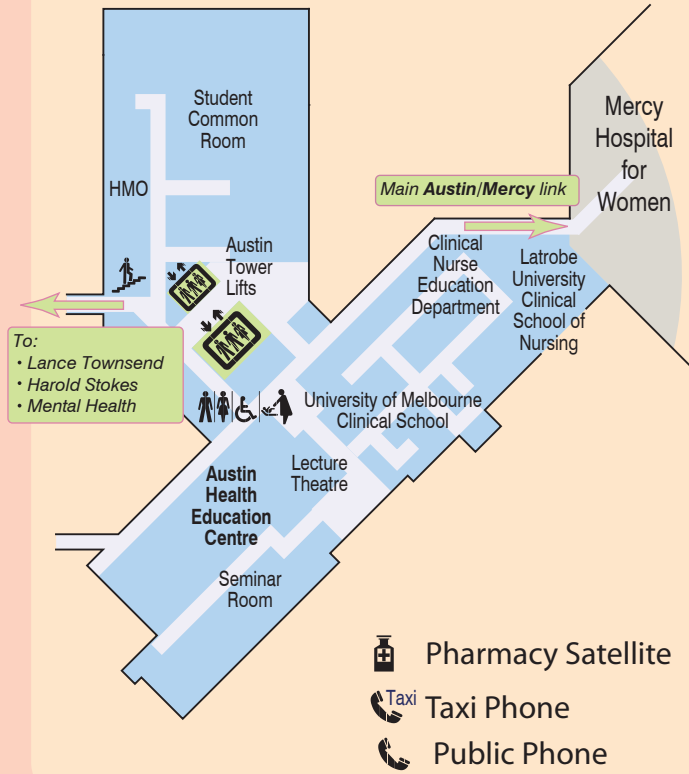 Student
Common
Room
HMO
Mercy
Hospital
for
Women
Main Austin/Mercy link
Austin
Tower
Lifts
Clinical
Nurse
Education
Department
Latrobe
University
Clinical
School of
Nursing
To:
• Lance Townsend
• Harold Stokes
• Mental Health
University of Melbourne
Clinical School
Lecture
Theatre
Austin
Health
Education
Centre
Seminar
Room
Pharmacy Satellite
Taxi
Taxi Phone
Public Phone